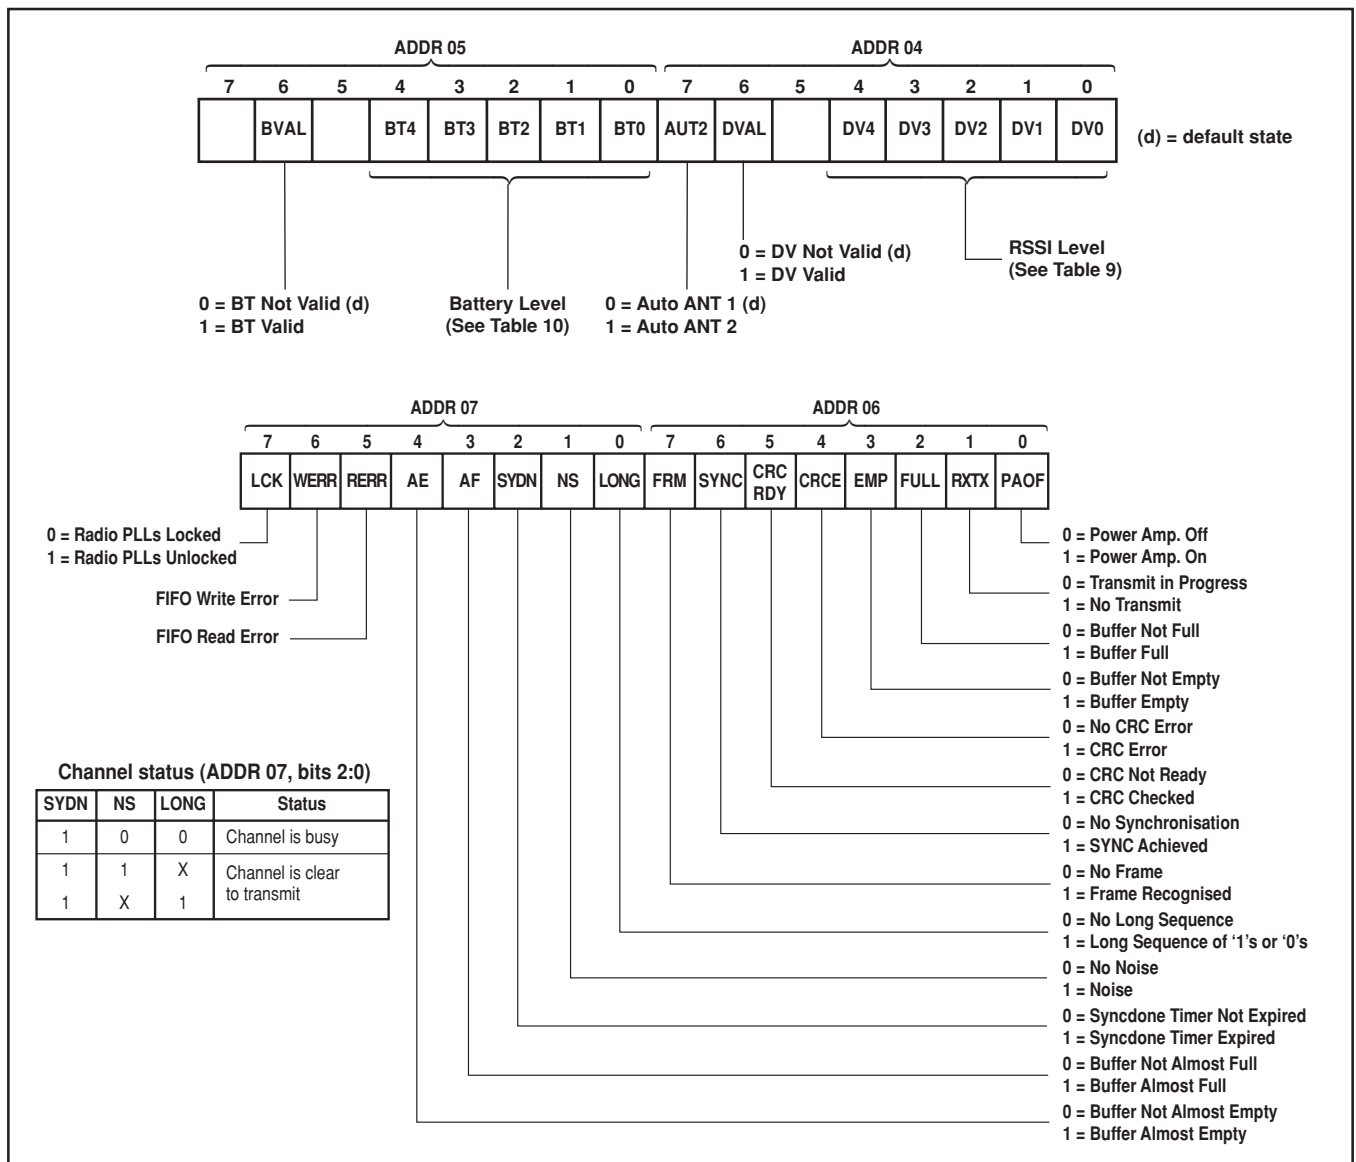 ADDR 05 ADDR 04
7 6 5 4 3 2 1 0 7 6 5 4 3 2 1 0
BVAL BT4 BT3 BT2 BT1 BT0 AUT2 DVAL DV4 DV3 DV2 DV1 DV0
(d) = default state
0 = DV Not Valid (d)
1 = DV Valid
RSSI Level
(See Table 9)
0 = BT Not Valid (d)
1 = BT Valid
Battery Level
(See Table 10)
0 = Auto ANT 1 (d)
1 = Auto ANT 2
ADDR 07 ADDR 06
7 6 5 4 3 2 1 0 7 6 5 4 3 2 1 0
LCK WERR RERR AE AF SYDN NS LONG FRM SYNC CRC RDY CRCE EMP FULL RXTX PAOF
0 = Radio PLLs Locked
1 = Radio PLLs Unlocked
FIFO Write Error
FIFO Read Error
0 = Power Amp. Off
1 = Power Amp. On
0 = Transmit in Progress
1 = No Transmit
0 = Buffer Not Full
1 = Buffer Full
0 = Buffer Not Empty
1 = Buffer Empty
0 = No CRC Error
1 = CRC Error
0 = CRC Not Ready
1 = CRC Checked
0 = No Synchronisation
1 = SYNC Achieved
0 = No Frame
1 = Frame Recognised
0 = No Long Sequence
1 = Long Sequence of ‘1’s or ‘0’s
0 = No Noise
1 = Noise
0 = Syncdone Timer Not Expired
1 = Syncdone Timer Expired
0 = Buffer Not Almost Full
1 = Buffer Almost Full
0 = Buffer Not Almost Empty
1 = Buffer Almost Empty
Channel status (ADDR 07, bits 2:0)
SYDN NS LONG Status
1 0 0 Channel is busy
1 1 X Channel is clear
to transmit
1 X 1